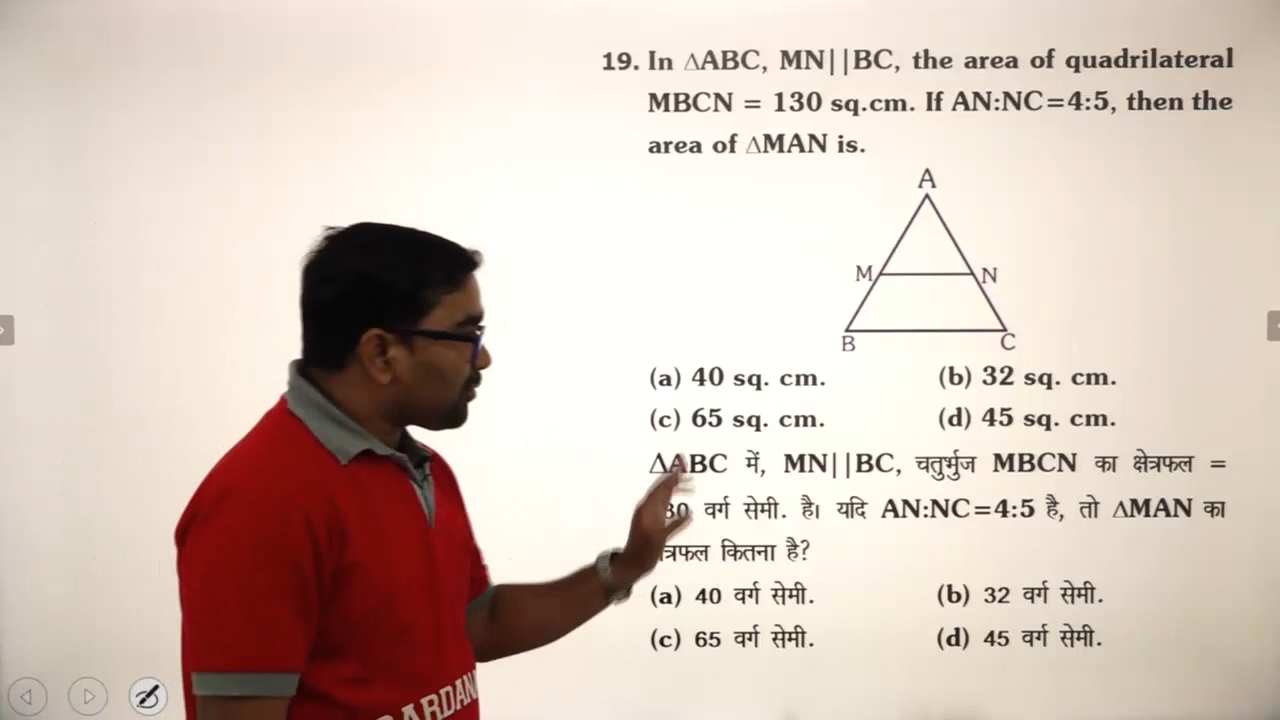 19. In ∆ABC, MN||BC, the area of quadrilateral
MBCN = 130 sq.cm. If AN:NC=4:5, then the
area of ∆MAN is.
A
M
N
B
C
(a) 40 sq. cm. (b) 32 sq. cm.
(c) 65 sq. cm. (d) 45 sq. cm.
∆ABC में, MN||BC, चतुर्भुज MBCN का क्षेत्रफल =
वर्ग सेमी. है। यदि AN:NC=4:5 है, तो ∆MAN का
कितना है?
(a) 40 वर्ग सेमी. (b) 32 वर्ग सेमी.
(c) 65 वर्ग सेमी. (d) 45 वर्ग सेमी.